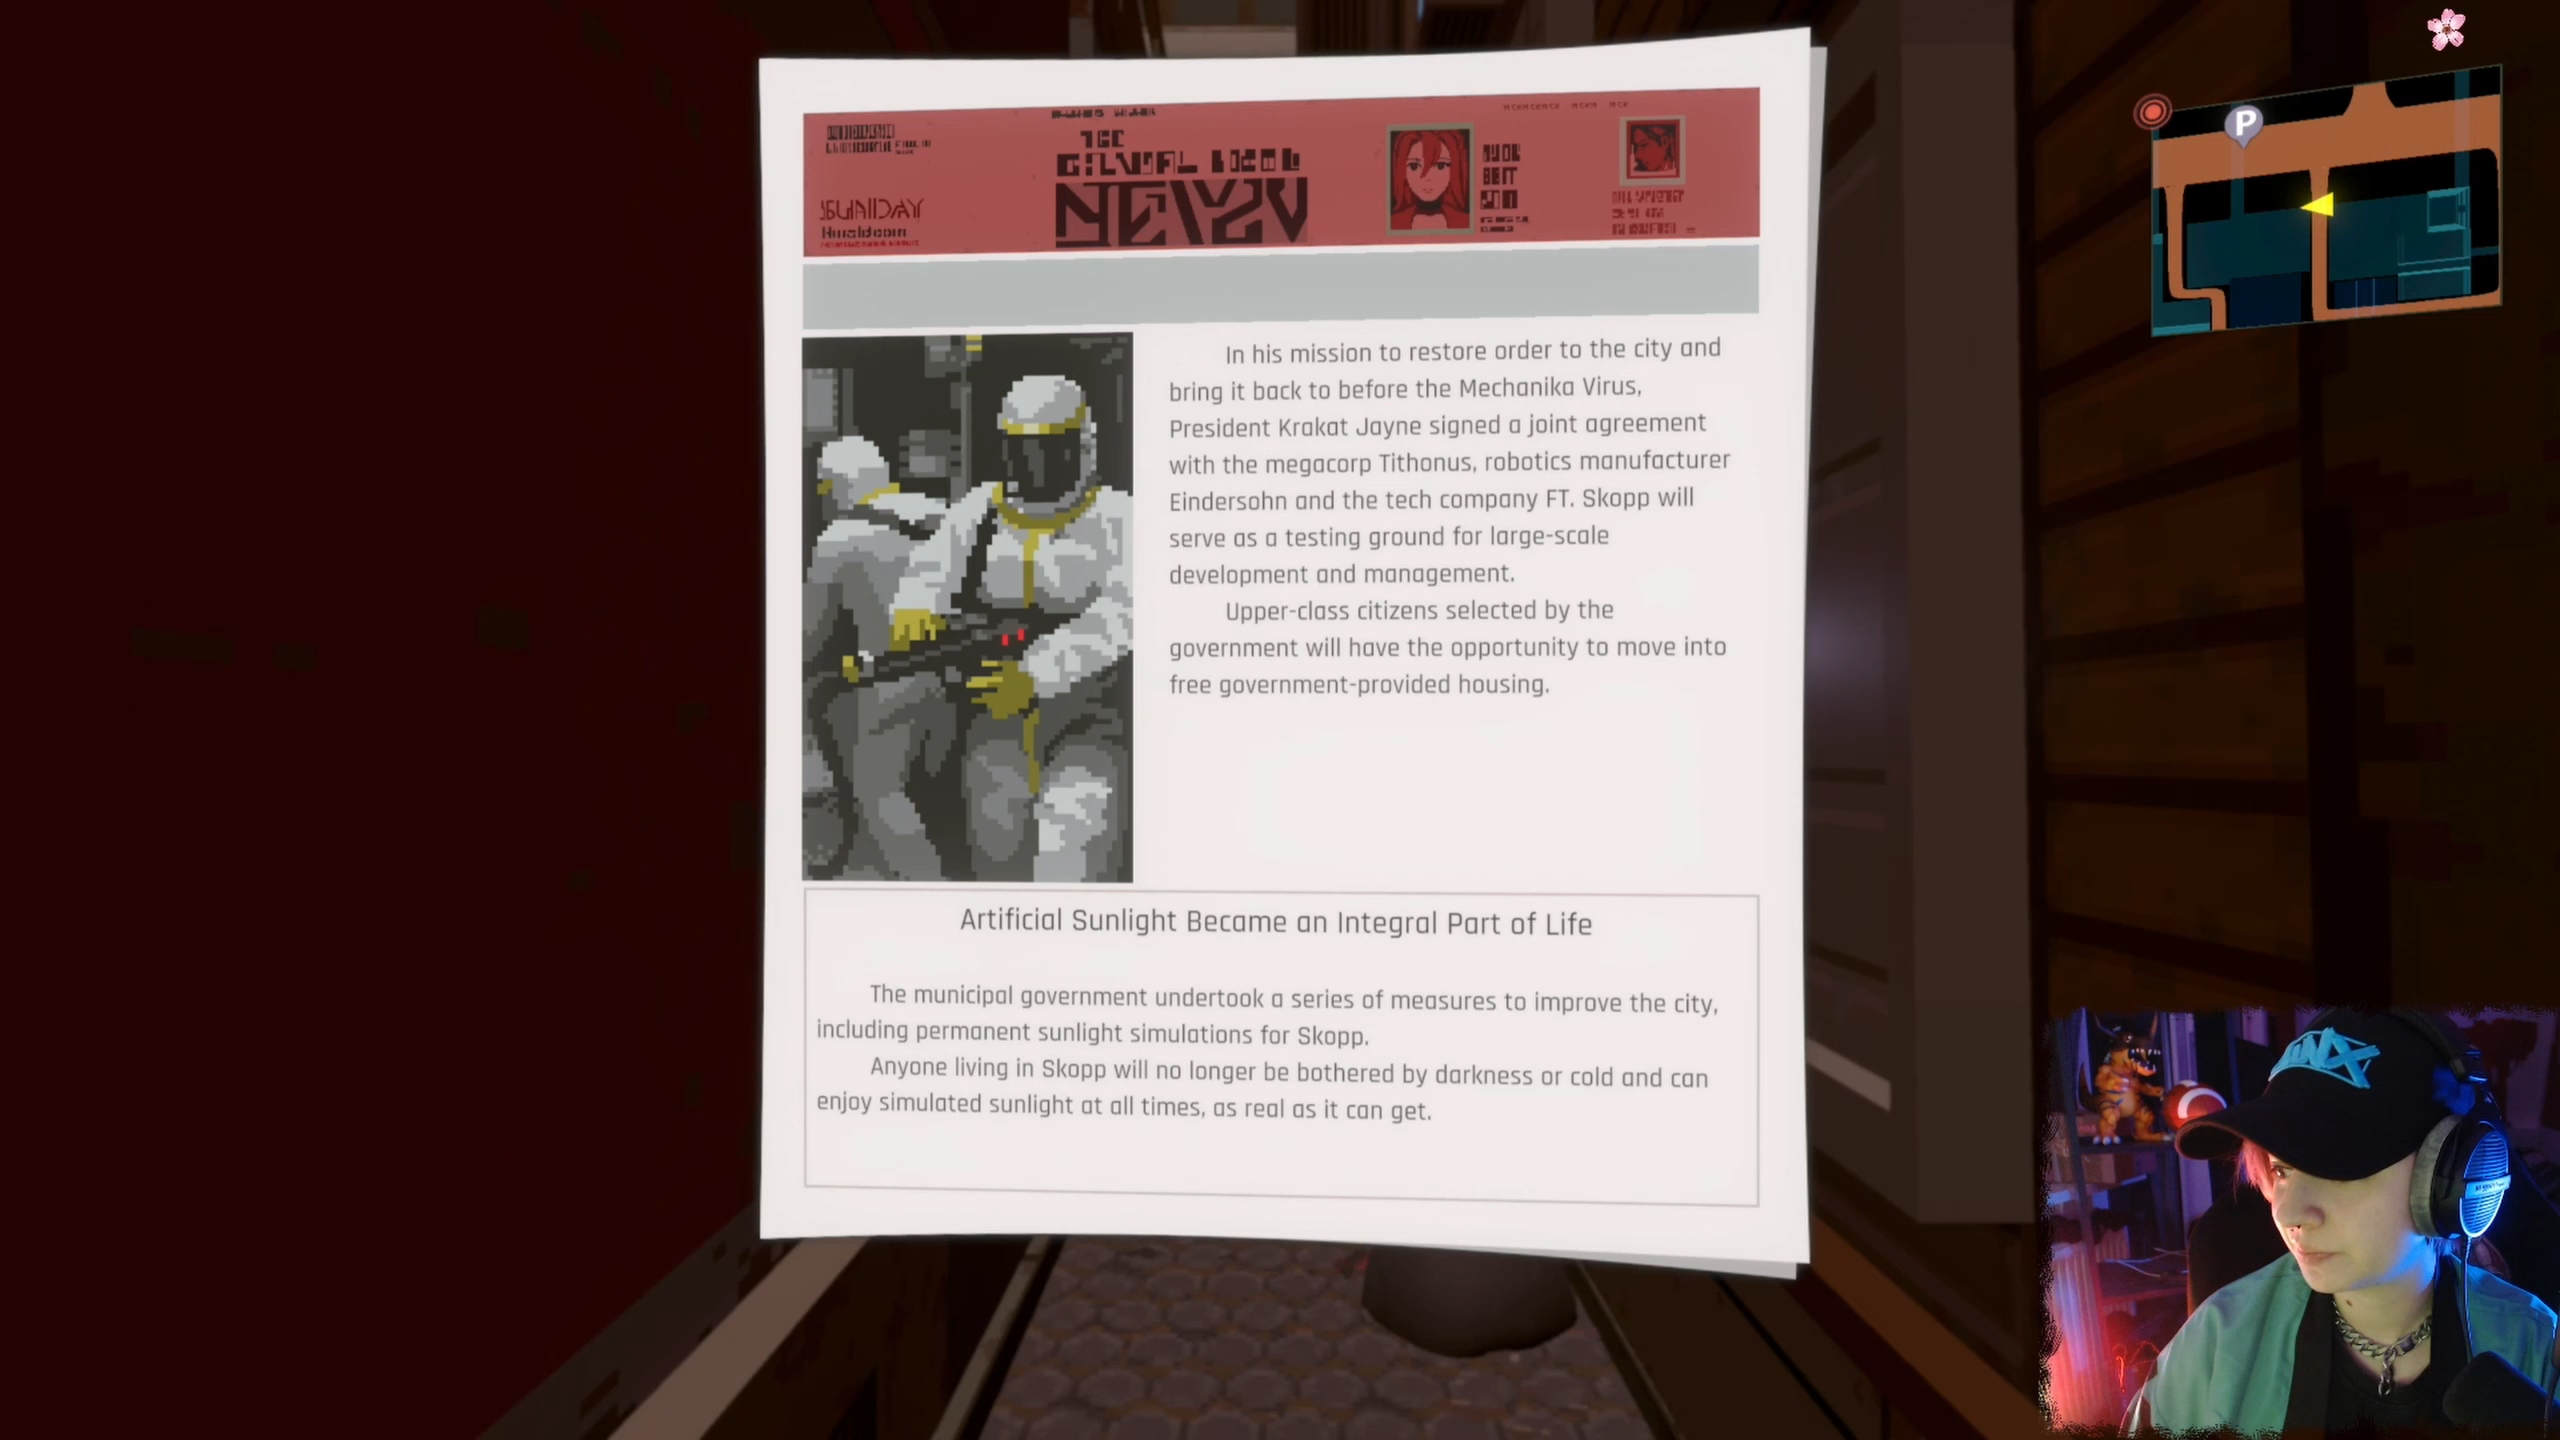 SUNDAY
In his mission to restore order to the city and
bring it back to before the Mechanika Virus,
President Krakat Jayne signed a joint agreement
with the megacorp Tithonus, robotics manufacturer
Eindersohn and the tech company FT. Skopp will
serve as a testing ground for large-scale
development and management.
Upper-class citizens selected by the
government will have the opportunity to move into
free government-provided housing.
Artificial Sunlight Became an Integral Part of Life
The municipal government undertook a series of measures to improve the city,
including permanent sunlight simulations for Skopp.
Anyone living in Skopp will no longer be bothered by darkness or cold and can
enjoy simulated sunlight at all times, as real as it can get.
P